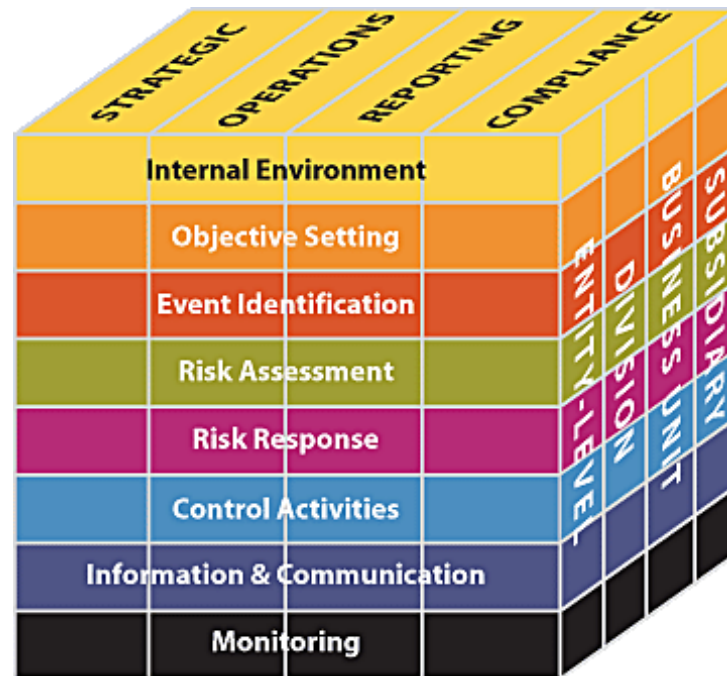 STRATEGIC
OPERATIONS
REPORTING
COMPLIANCE
Internal Environment
Objective Setting
Event Identification
Risk Assessment
Risk Response
Control Activities
Information & Communication
Monitoring
ENTITY-LEVEL
DIVISION
BUSINESS UNIT
SUBSIDIARY